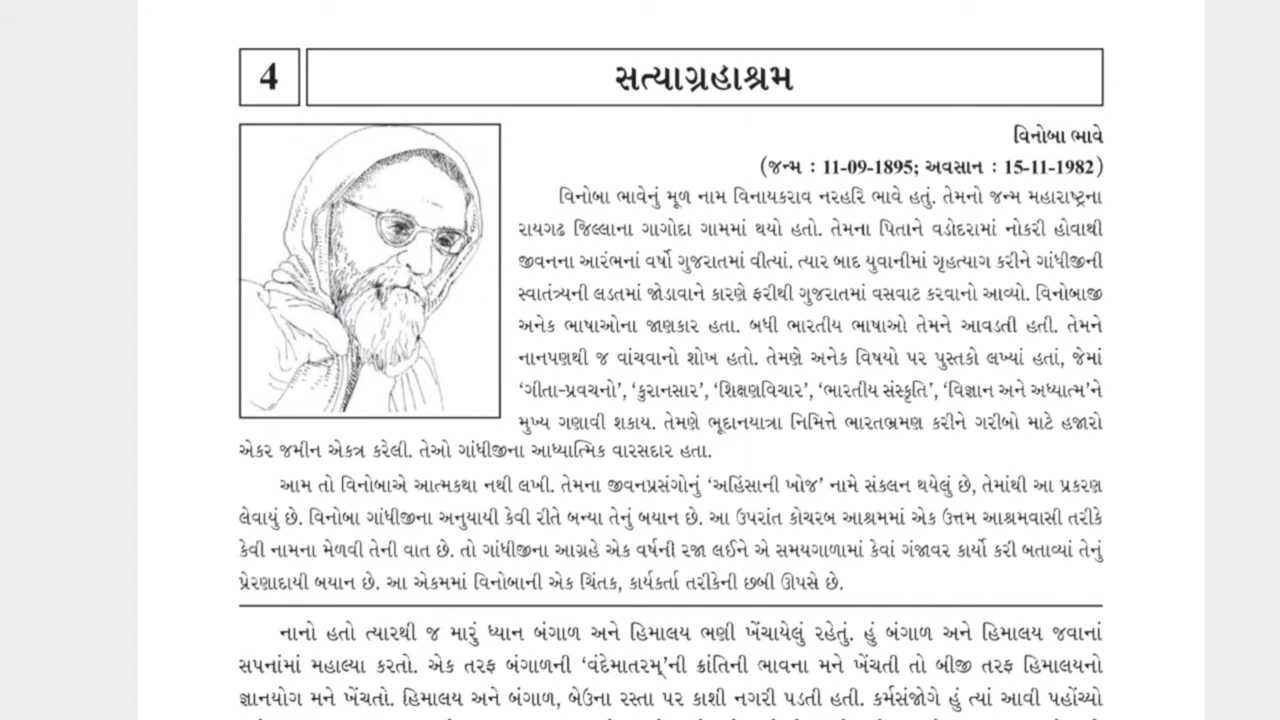 4
સત્યાગ્રહાશ્રમ
વિનોબા ભાવે
(જન્મ : 11-09-1895; અવસાન : 15-11-1982)
વિનોબા ભાવેનું મૂળ નામ વિનાયકરાવ નરહરિ ભાવે હતું. તેમનો જન્મ મહારાષ્ટ્રના
રાયગઢ જિલ્લાના ગાગોદા ગામમાં થયો હતો. તેમના પિતાને વડોદરામાં નોકરી હોવાથી
જીવનના આરંભનાં વર્ષો ગુજરાતમાં વીત્યાં. ત્યાર બાદ યુવાનીમાં ગૃહત્યાગ કરીને ગાંધીજીની
સ્વાતંત્ર્યની લડતમાં જોડાવાને કારણે ફરીથી ગુજરાતમાં વસવાટ કરવાનો આવ્યો. વિનોબાજી
અનેક ભાષાઓના જાણકાર હતા. બધી ભારતીય ભાષાઓ તેમને આવડતી હતી. તેમને
નાનપણથી જ વાંચવાનો શોખ હતો. તેમણે અનેક વિષયો પર પુસ્તકો લખ્યાં હતાં, જેમાં
‘ગીતા-પ્રવચનો’, ‘કુરાનસાર’, ‘શિક્ષણવિચાર’, ‘ભારતીય સંસ્કૃતિ’, ‘વિજ્ઞાન અને અધ્યાત્મ’ને
મુખ્ય ગણાવી શકાય. તેમણે ભૂદાનયાત્રા નિમિત્તે ભારતભ્રમણ કરીને ગરીબો માટે હજારો
એકર જમીન એકત્ર કરેલી. તેઓ ગાંધીજીના આધ્યાત્મિક વારસદાર હતા.
આમ તો વિનોબાએ આત્મકથા નથી લખી. તેમના જીવનપ્રસંગોનું ‘અહિંસાની ખોજ’ નામે સંકલન થયેલું છે, તેમાંથી આ પ્રકરણ
લેવાયું છે. વિનોબા ગાંધીજીના અનુયાયી કેવી રીતે બન્યા તેનું બયાન છે. આ ઉપરાંત કોચરબ આશ્રમમાં એક ઉત્તમ આશ્રમવાસી તરીકે
કેવી નામના મેળવી તેની વાત છે. તો ગાંધીજીના આગ્રહે એક વર્ષની રજા લઈને એ સમયગાળામાં કેવાં ગંજાવર કાર્યો કરી બતાવ્યાં તેનું
પ્રેરણાદાયી બયાન છે. આ એકમમાં વિનોબાની એક ચિંતક, કાર્યકર્તા તરીકેની છબી ઊપસે છે.
નાનો હતો ત્યારથી જ મારું ધ્યાન બંગાળ અને હિમાલય ભણી ખેંચાયેલું રહેતું. હું બંગાળ અને હિમાલય જવાનાં
સપનાંમાં મહાલ્યા કરતો. એક તરફ બંગાળની ‘વંદેમાતરમ્’ની ક્રાંતિની ભાવના મને ખેંચતી તો બીજી તરફ હિમાલયનો
જ્ઞાનયોગ મને ખેંચતો. હિમાલય અને બંગાળ, બેઉના રસ્તા પર કાશી નગરી પડતી હતી. કર્મસંજોગે હું ત્યાં આવી પહોંચ્યો